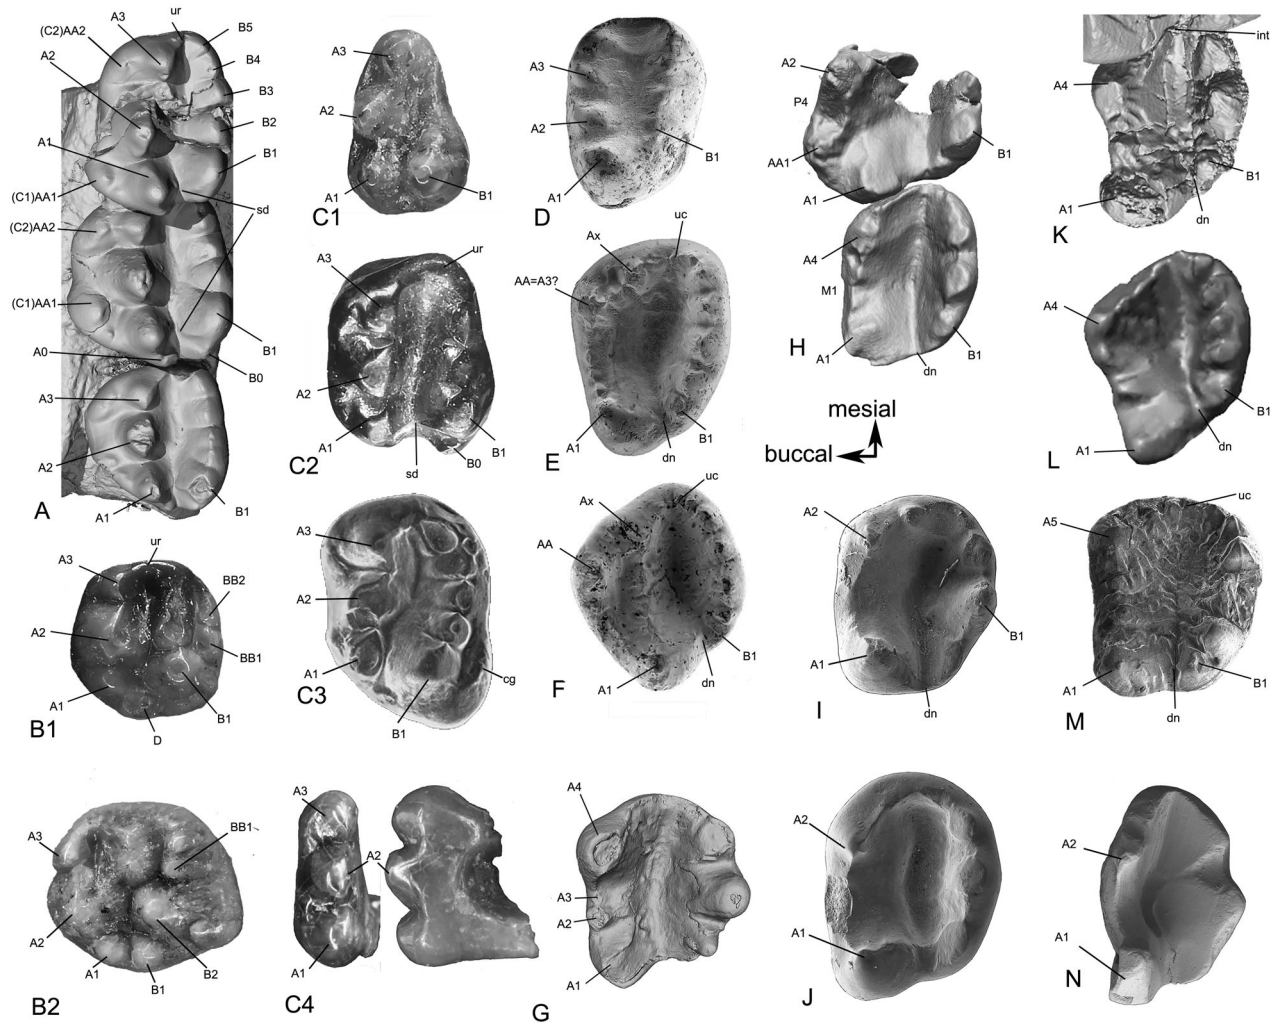 (C2)AA2
A3
ur
B5
B4
B3
A2
B2
A1
B1
(C1)AA1
sd
(C2)AA2
(C1)AA1
B1
A0
B0
A3
A2
A1
B1
A
A3
A2
A1
B1
C1
A3
A2
A1
B1
D
A2
P4
AA1
A1
B1
A4
M1
A1
B1
dn
H
int
A4
A1
B1
dn
K
A3
ur
A2
A1
sd
B0
B1
C2
Ax
uc
AA=A3?
A1
B1
dn
E
mesial
buccal
A4
B1
dn
A1
L
ur
A3
BB2
A2
BB1
A1
B1
D
B1
A3
A2
A1
B1
cg
C3
Ax
uc
AA
A1
B1
dn
F
A2
B1
A1
dn
I
uc
A5
A1
B1
dn
M
A3
BB1
A2
A1
B1
B2
B2
A3
A2
A1
C4
A4
A3
A2
A1
G
A2
A1
J
A2
A1
N